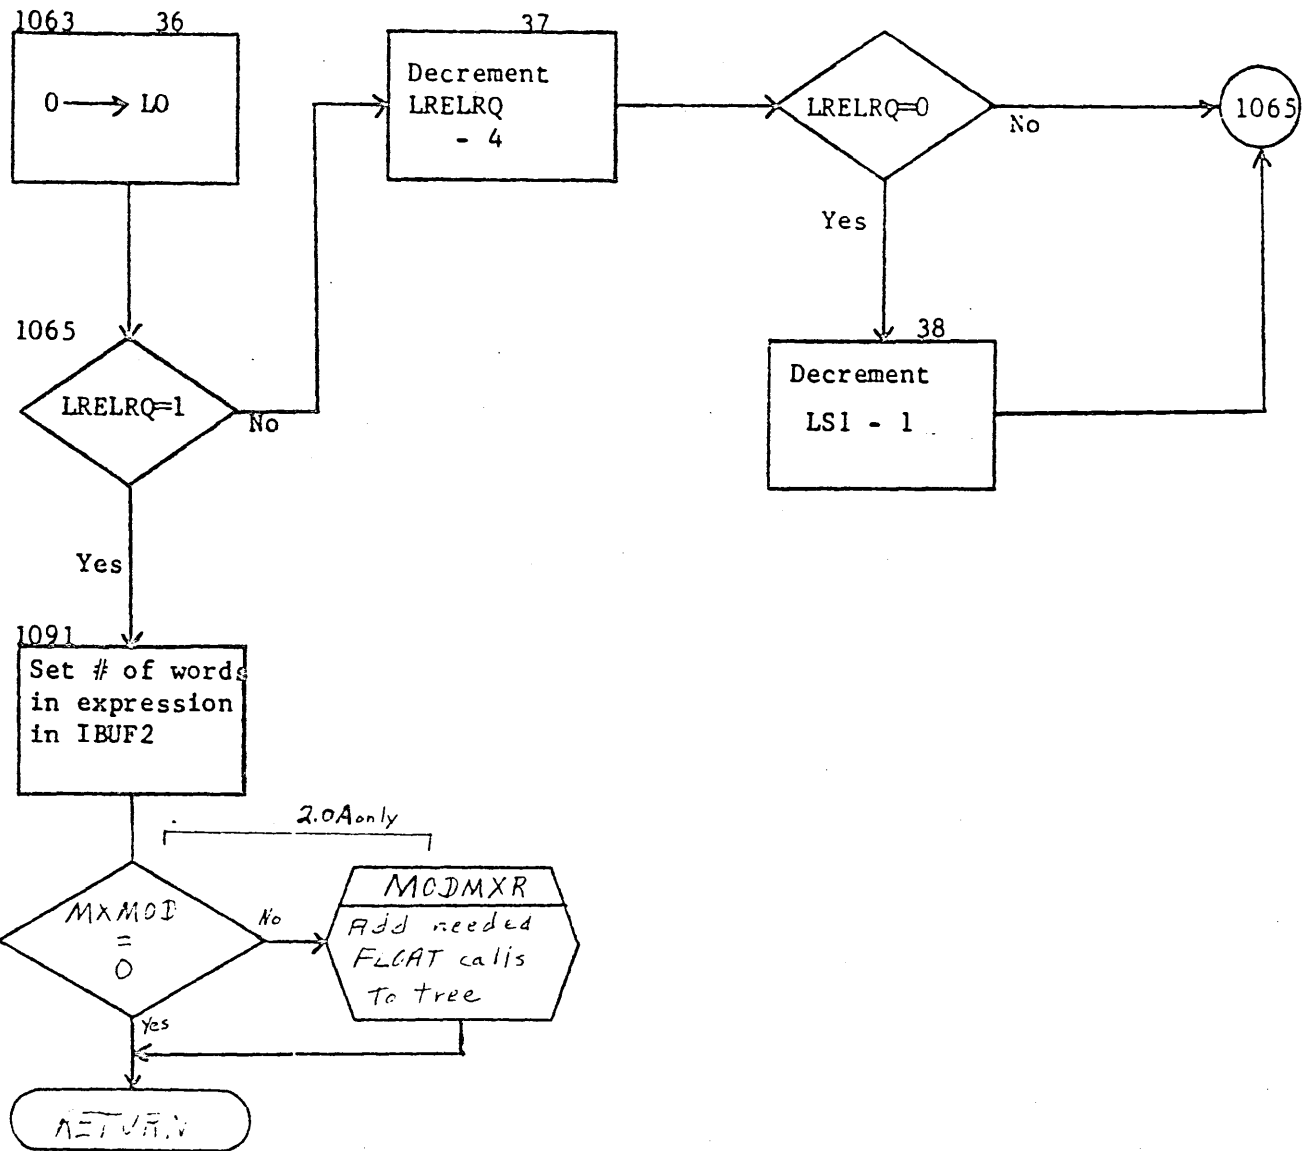 1063 36
0 → LO
37
Decrement
LRELRQ
- 4
LRELRQ=0
No
1065
Yes
38
Decrement
LS1 - 1
1065
LRELRQ=1
No
Yes
1091
Set # of words
in expression
in IBUF2
2.0A only
MXMOD
=
0
No
MODMXR
Add needed
FLOAT calls
To tree
Yes
RETURN